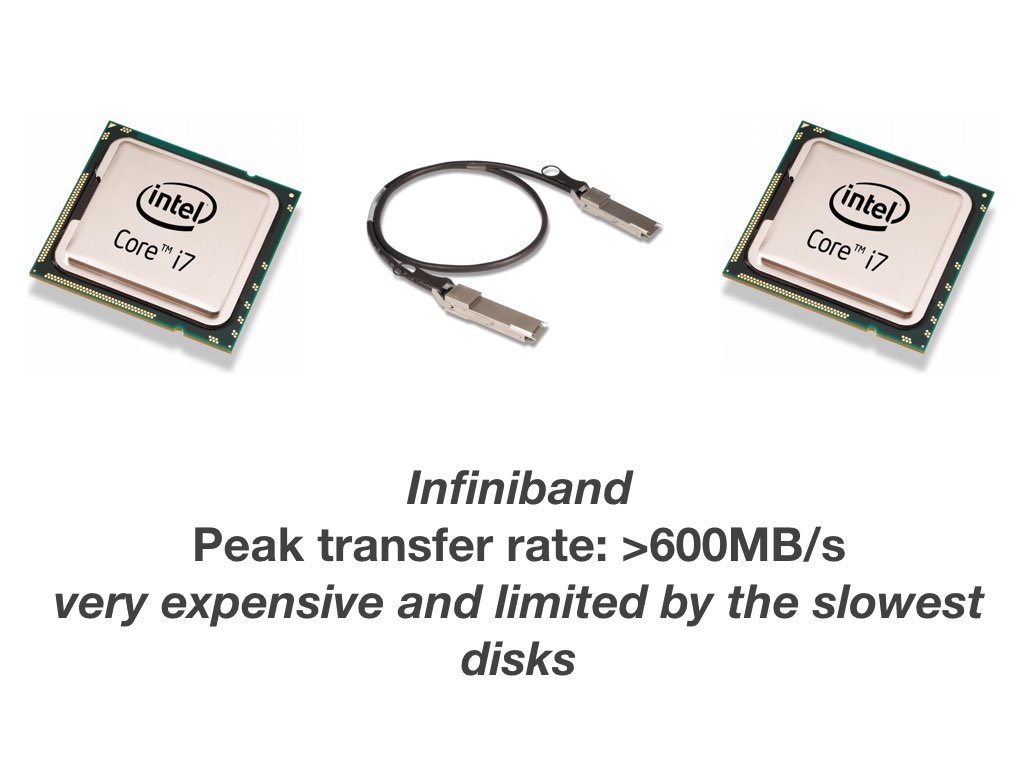 intel
Core™ i7
intel
Core™ i7
Infiniband
Peak transfer rate: >600MB/s
very expensive and limited by the slowest
disks